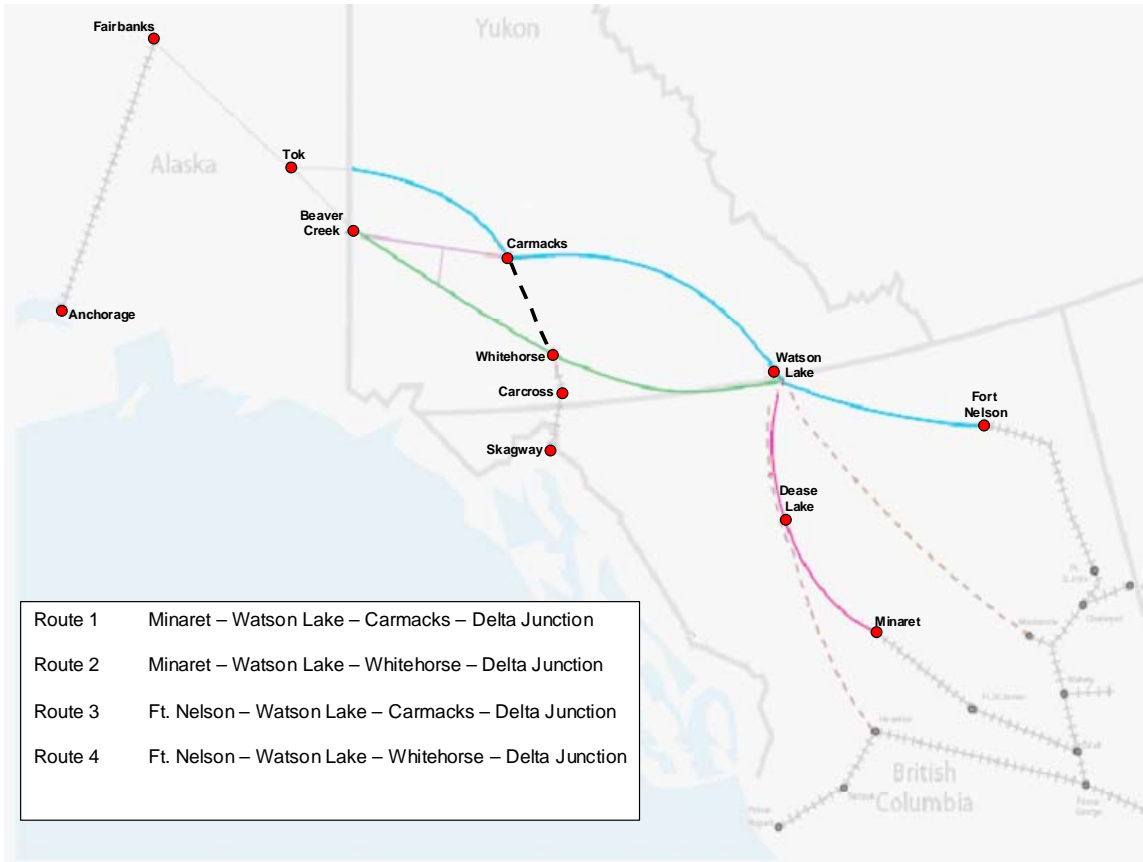 Fairbanks
Yukon
Tok
Alaska
Beaver
Creek
Carmacks
Anchorage
Whitehorse
Watson
Lake
Carcross
Fort
Nelson
Skagway
Dease
Lake
Minaret
Route 1 Minaret – Watson Lake – Carmacks – Delta Junction
Route 2 Minaret – Watson Lake – Whitehorse – Delta Junction
Route 3 Ft. Nelson – Watson Lake – Carmacks – Delta Junction
Route 4 Ft. Nelson – Watson Lake – Whitehorse – Delta Junction
British
Columbia